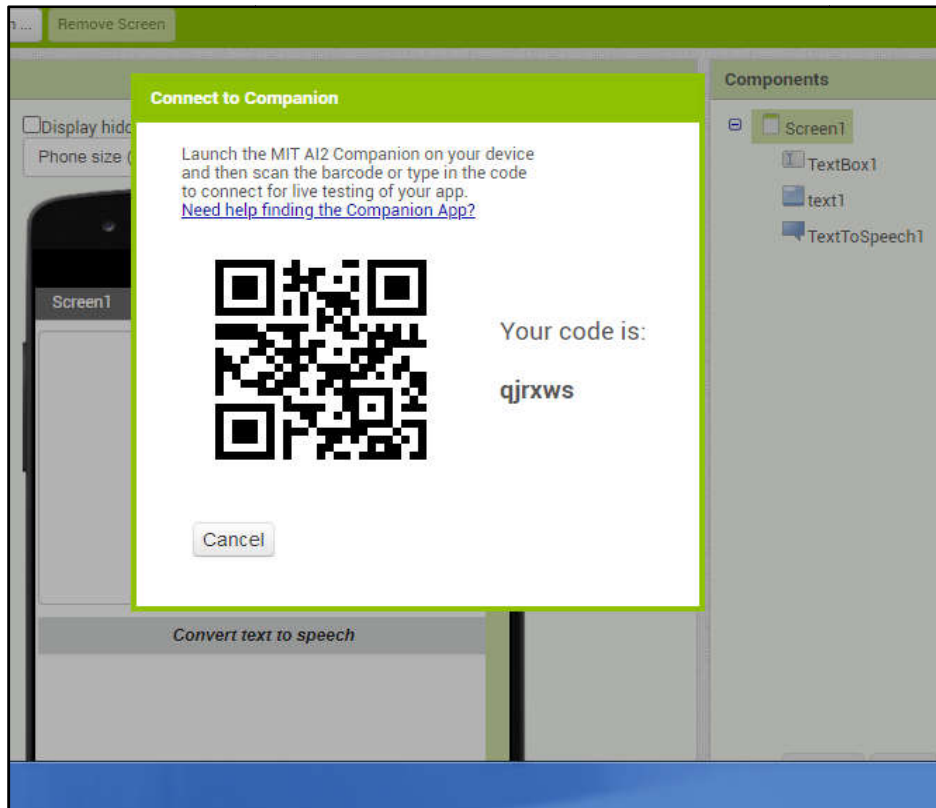 Remove Screen
Connect to Companion
Components
Display hidd
Phone size (
Launch the MIT AI2 Companion on your device
and then scan the barcode or type in the code
to connect for live testing of your app.
Need help finding the Companion App?
Screen1
TextBox1
text1
TextToSpeech1
Screen1
Your code is:
qjrxws
Cancel
Convert text to speech